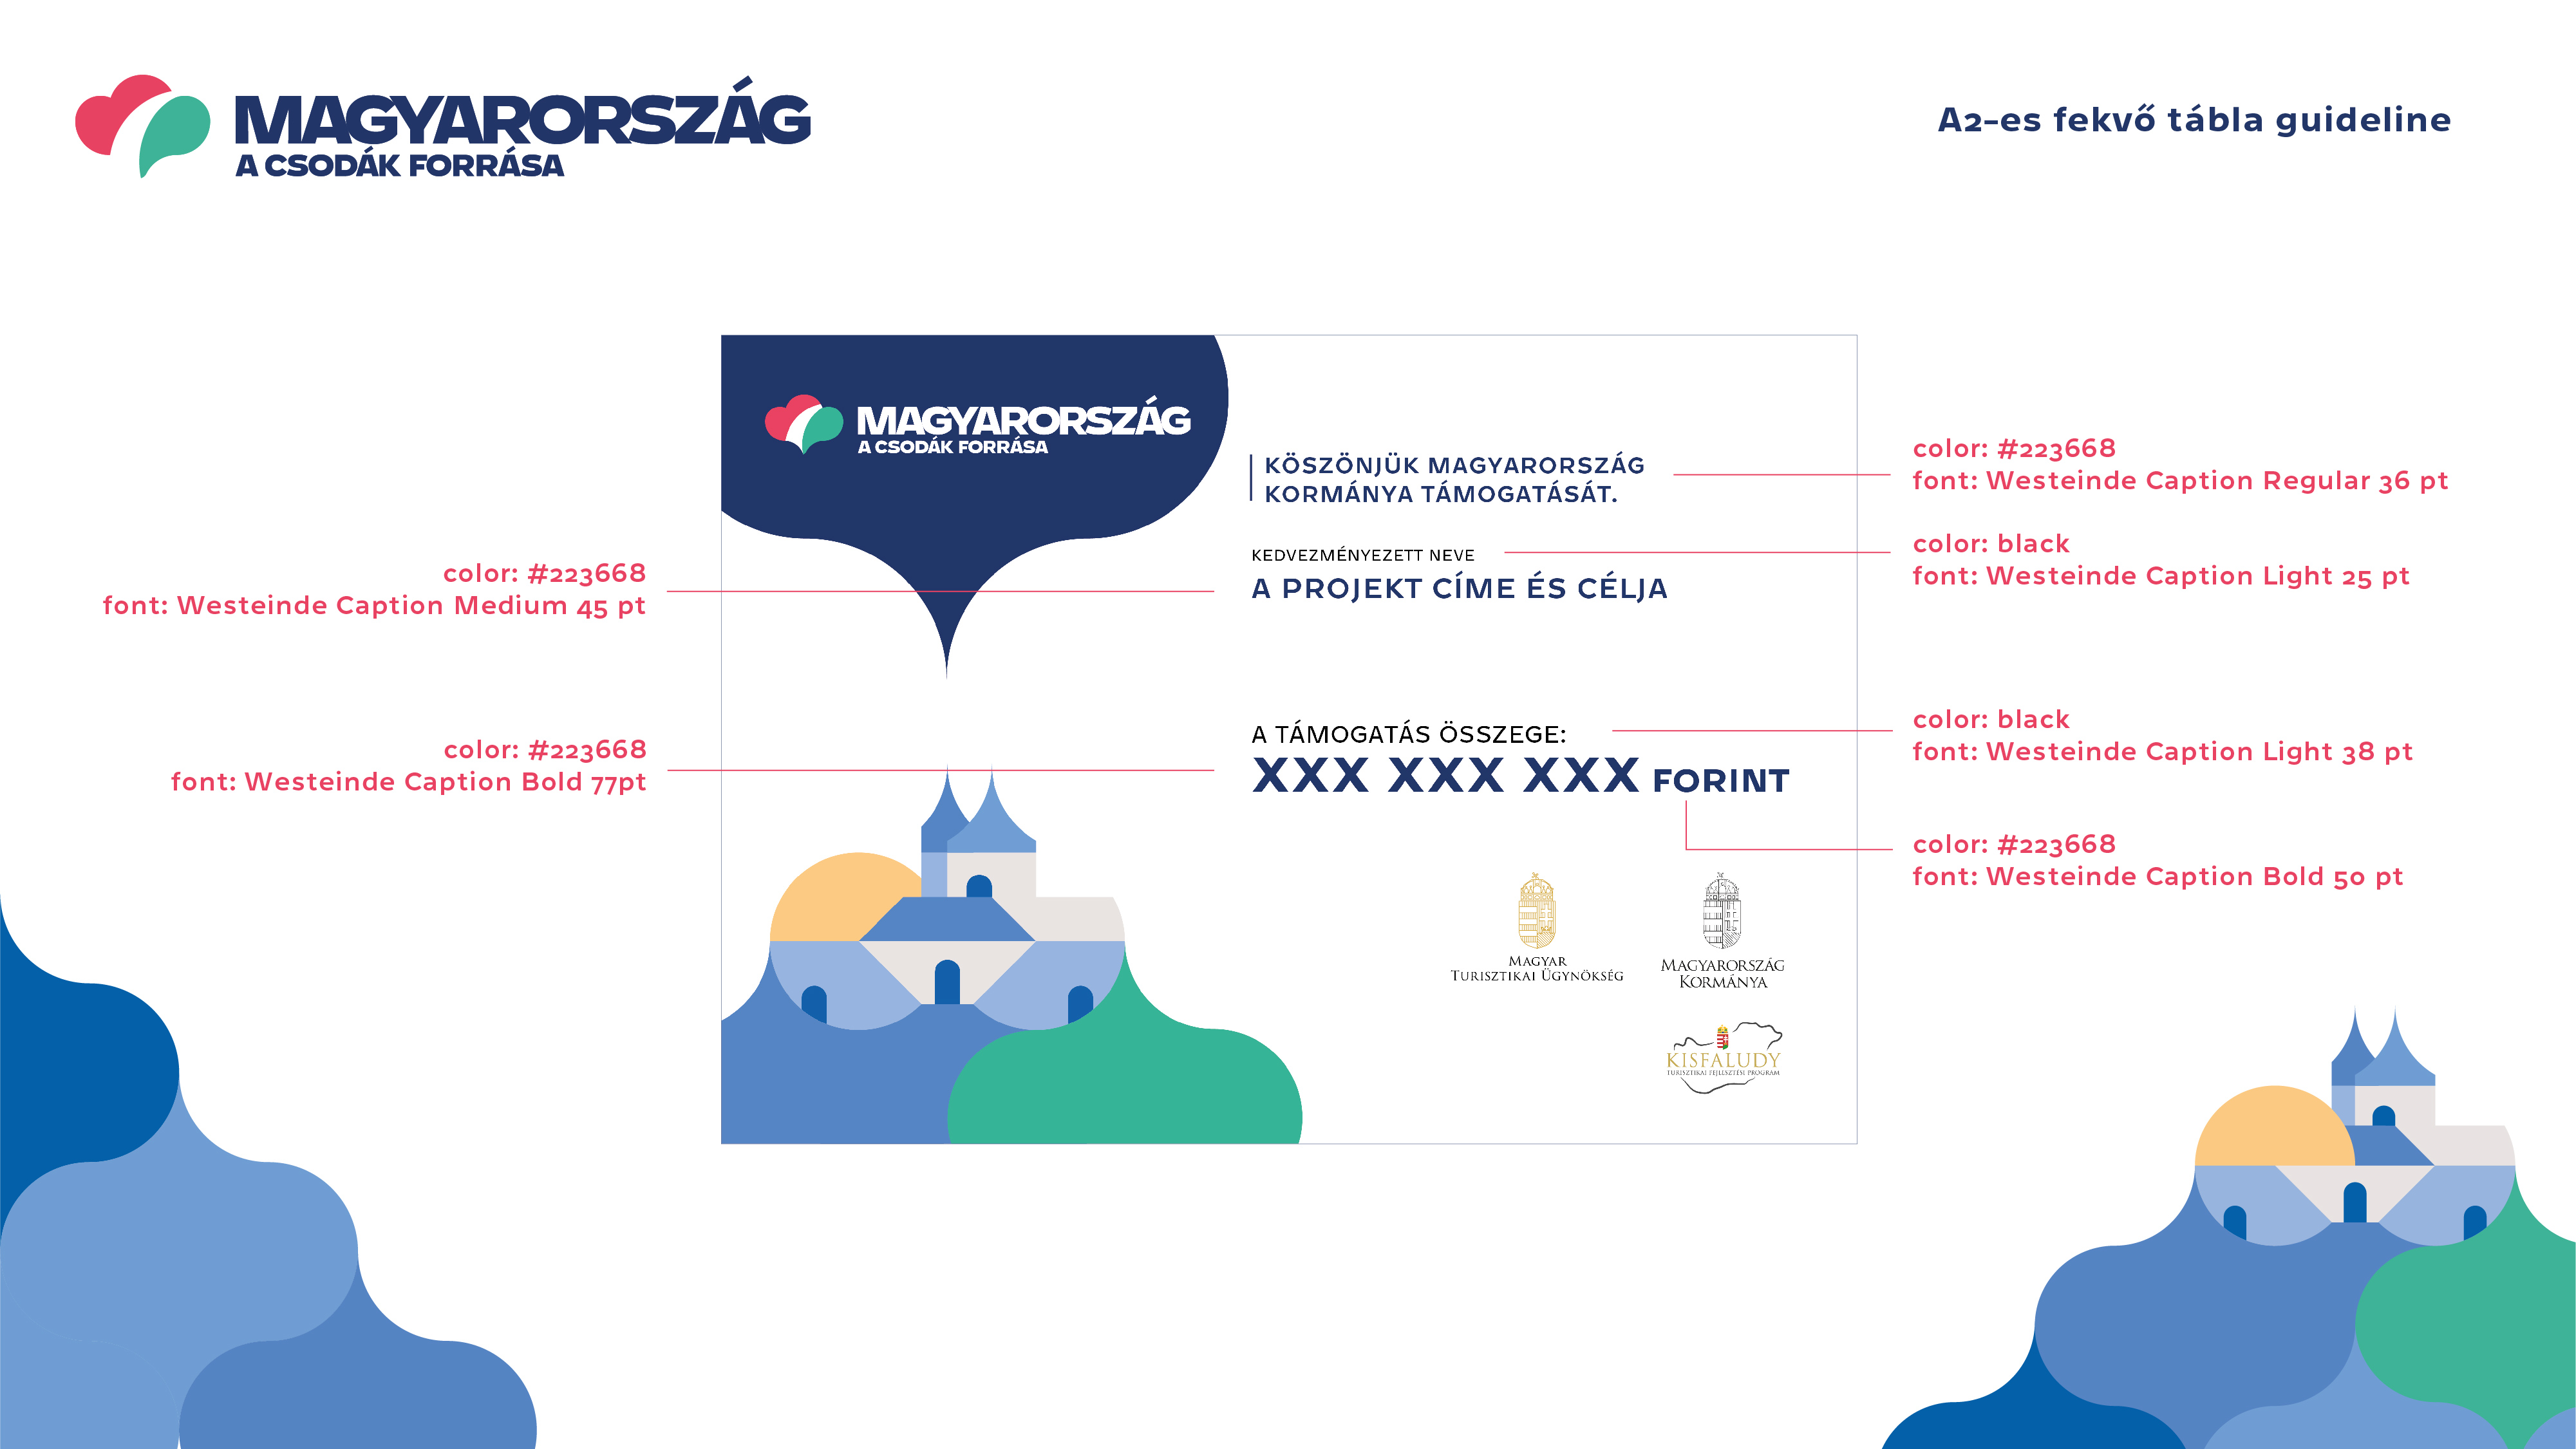 MAGYARORSZÁG
A CSODÁK FORRÁSA
A2-es fekvő tábla guideline
MAGYARORSZÁG
A CSODÁK FORRÁSA
KÖSZÖNJÜK MAGYARORSZÁG
KORMÁNYA TÁMOGATÁSÁT.
color: #223668
font: Westeinde Caption Regular 36 pt
KEDVEZMÉNYEZETT NEVE
color: black
font: Westeinde Caption Light 25 pt
color: #223668
font: Westeinde Caption Medium 45 pt
A PROJEKT CÍME ÉS CÉLJA
A TÁMOGATÁS ÖSSZEGE:
color: black
font: Westeinde Caption Light 38 pt
color: #223668
font: Westeinde Caption Bold 77pt
XXX XXX XXX FORINT
color: #223668
font: Westeinde Caption Bold 50 pt
MAGYAR
TURISZTIKAI ÜGYNÖKSÉG
MAGYARORSZÁG
KORMÁNYA
KISFALUDY
TURISZTIKAI FEJLESZTÉSI PROGRAM